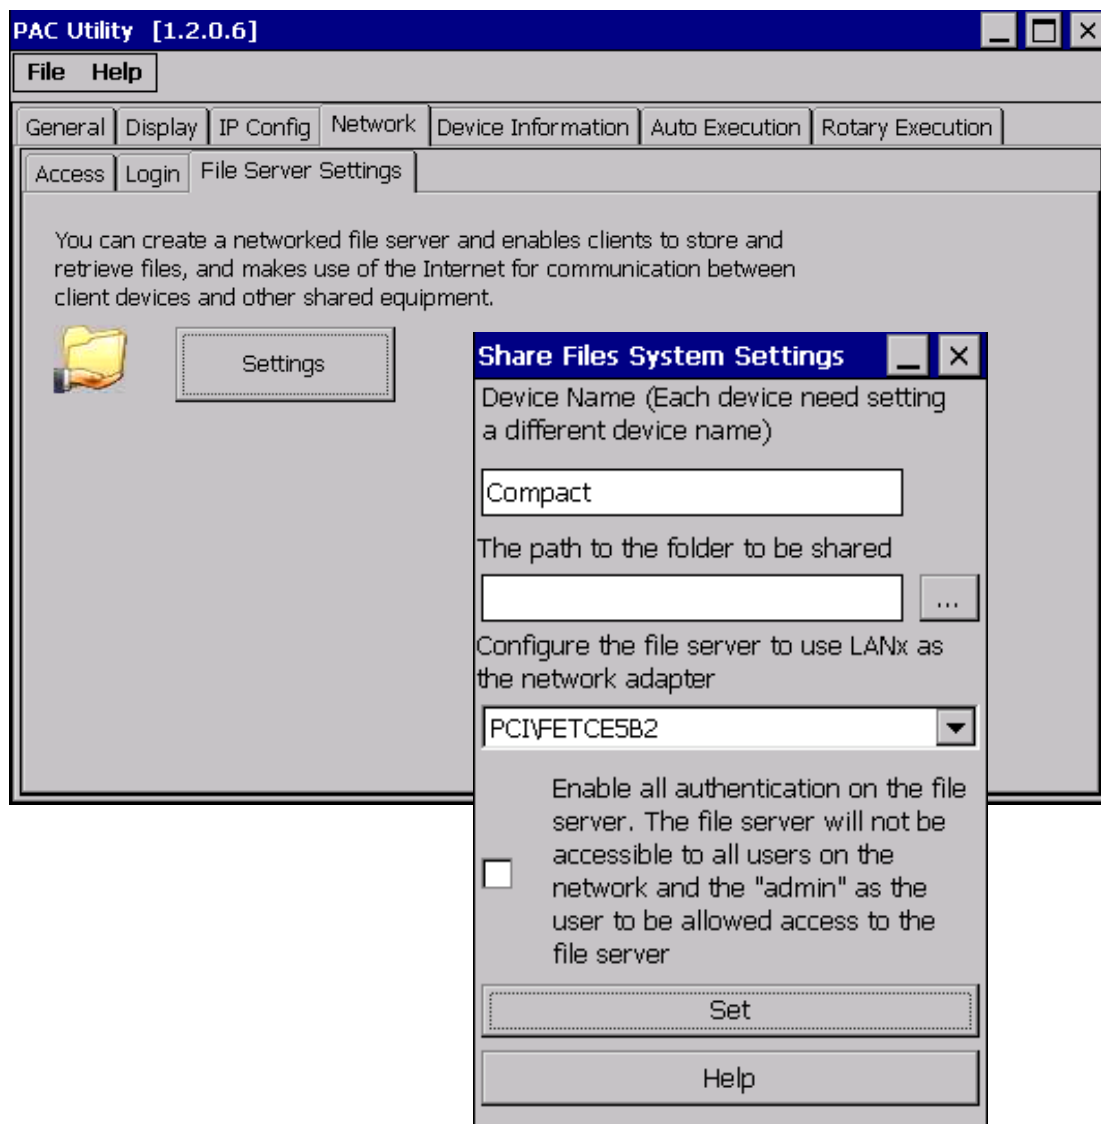 PAC Utility [1.2.0.6]
File Help
General Display IP Config Network Device Information Auto Execution Rotary Execution
Access Login File Server Settings
You can create a networked file server and enables clients to store and
retrieve files, and makes use of the Internet for communication between
client devices and other shared equipment.
Settings
Share Files System Settings
Device Name (Each device need setting
a different device name)
Compact
The path to the folder to be shared
...
Configure the file server to use LANx as
the network adapter
PCI\FETCE5B2
Enable all authentication on the file
server. The file server will not be
accessible to all users on the
network and the "admin" as the
user to be allowed access to the
file server
Set
Help